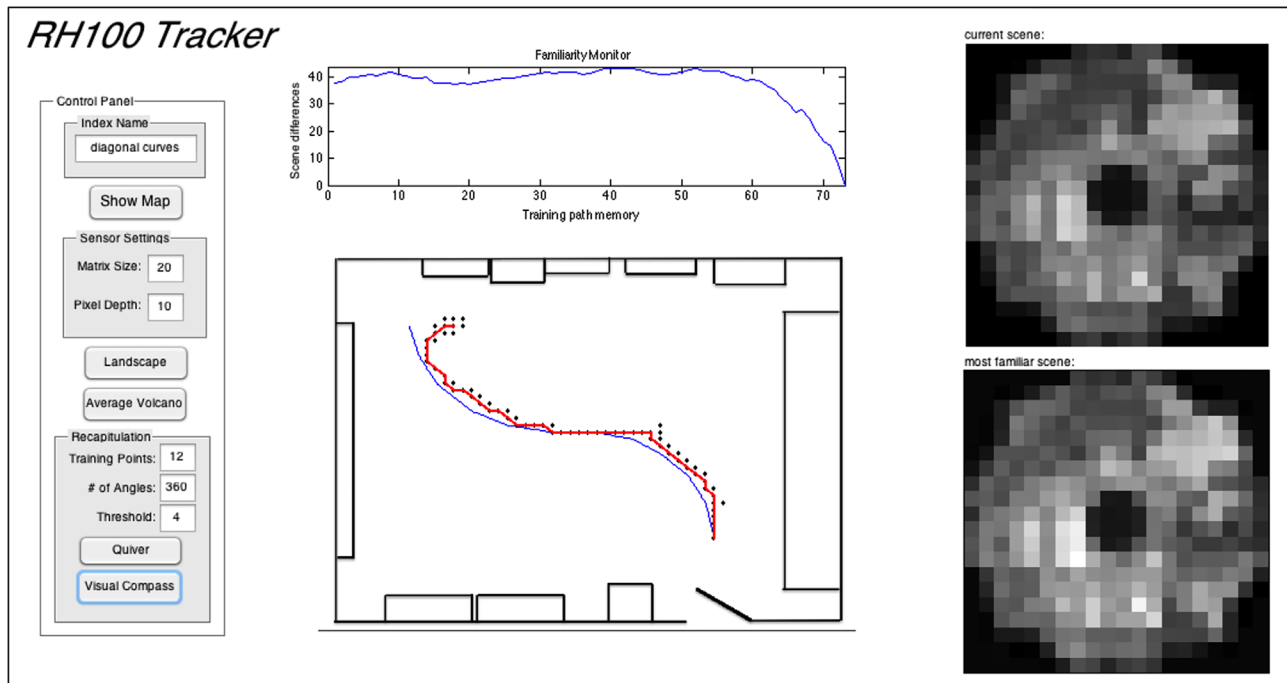 RH100 Tracker
Control Panel
Index Name
diagonal curves
Show Map
Sensor Settings
Matrix Size: 20
Pixel Depth: 10
Landscape
Average Volcano
Recapitulation
Training Points: 12
# of Angles: 360
Threshold: 4
Quiver
Visual Compass
Familiarity Monitor
Scene differences
40
30
20
10
0
0 10 20 30 40 50 60 70
Training path memory
current scene:
most familiar scene: